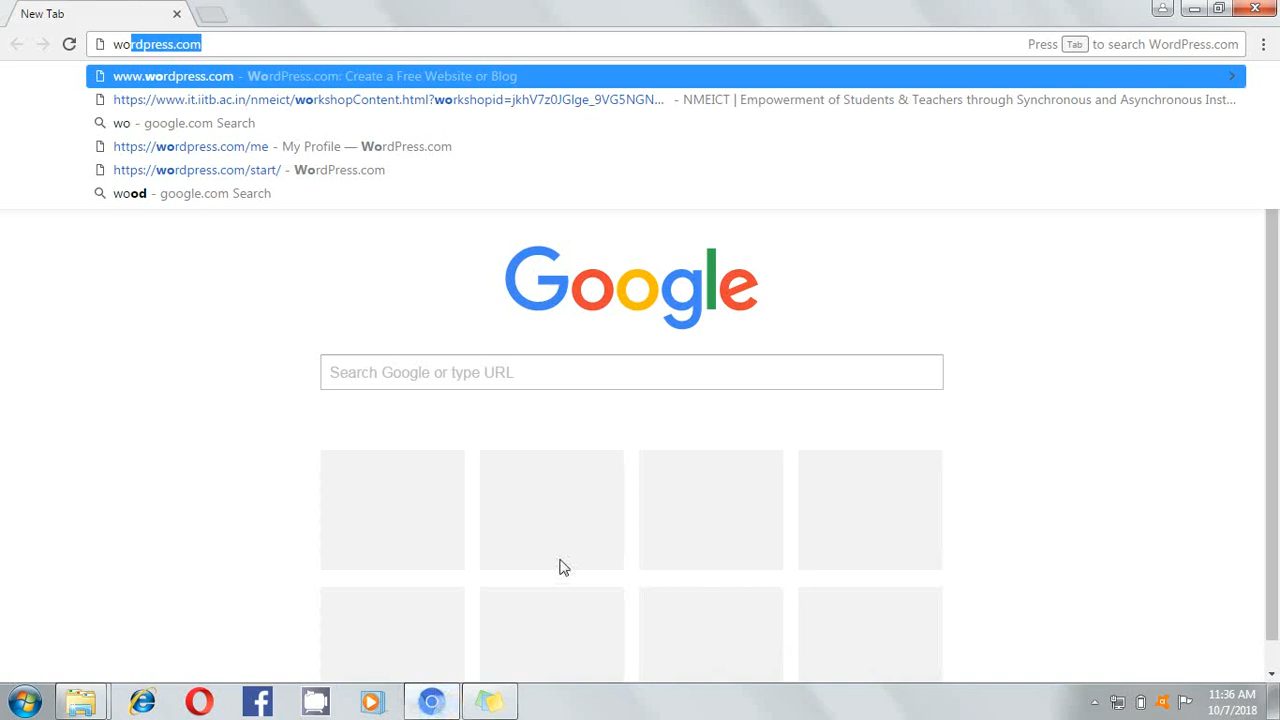 New Tab
wordpress.com
Press Tab to search WordPress.com
www.wordpress.com - WordPress.com: Create a Free Website or Blog
https://www.it.iitb.ac.in/nmeict/workshopContent.html?workshopid=jkhV7z0JGIge_9VG5NGN... - NMEICT | Empowerment of Students & Teachers through Synchronous and Asynchronous Inst...
wo - google.com Search
https://wordpress.com/me - My Profile — WordPress.com
https://wordpress.com/start/ - WordPress.com
wood - google.com Search
Google
Search Google or type URL
11:36 AM
10/7/2018